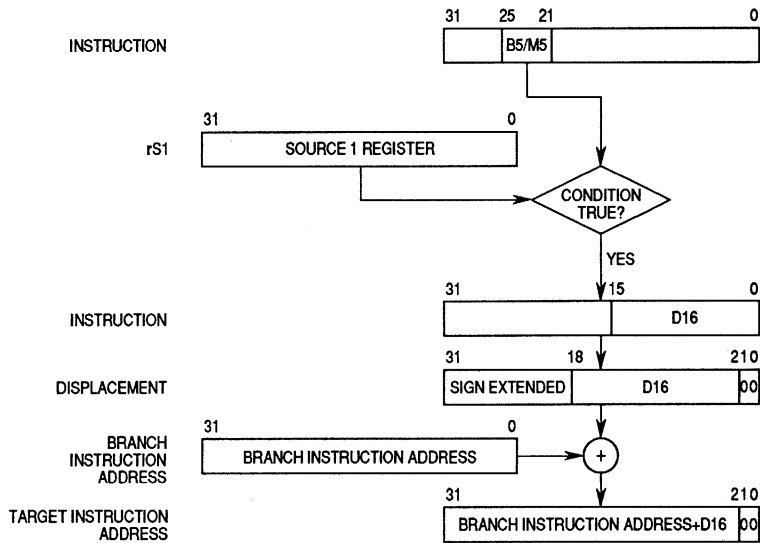 31 25 21 0
INSTRUCTION B5/M5
31 0
rS1 SOURCE 1 REGISTER
CONDITION
TRUE?
YES
31 15 0
INSTRUCTION D16
31 18 210
DISPLACEMENT SIGN EXTENDED D16 00
31 0
BRANCH
INSTRUCTION
ADDRESS
BRANCH INSTRUCTION ADDRESS +
31 210
TARGET INSTRUCTION
ADDRESS
BRANCH INSTRUCTION ADDRESS+D16 00